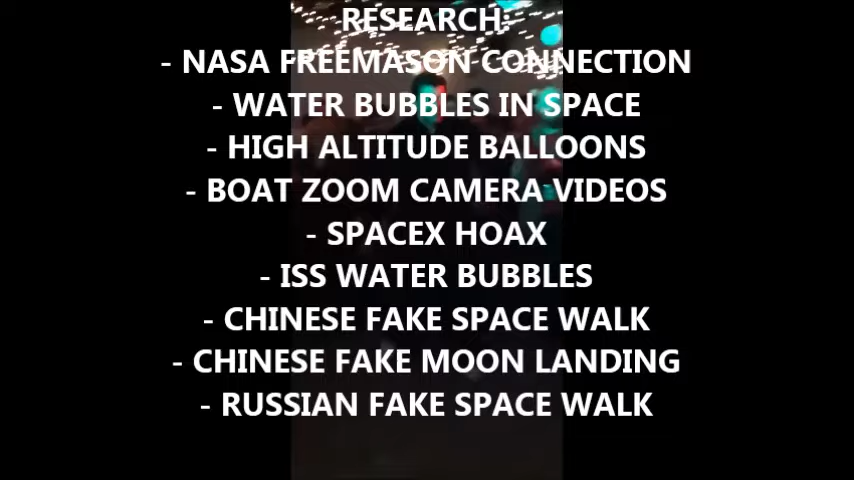 RESEARCH:
- NASA FREEMASON CONNECTION
- WATER BUBBLES IN SPACE
- HIGH ALTITUDE BALLOONS
- BOAT ZOOM CAMERA VIDEOS
- SPACEX HOAX
- ISS WATER BUBBLES
- CHINESE FAKE SPACE WALK
- CHINESE FAKE MOON LANDING
- RUSSIAN FAKE SPACE WALK